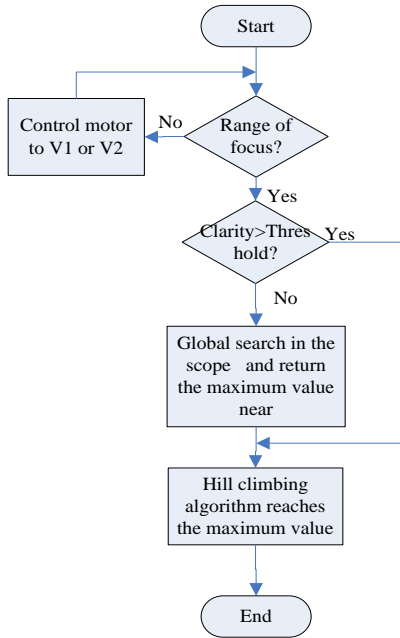 Start
Control motor
to V1 or V2
No
Range of
focus?
Yes
Clarity>Thres
hold?
Yes
No
Global search in the
scope and return
the maximum value
near
Hill climbing
algorithm reaches
the maximum value
End